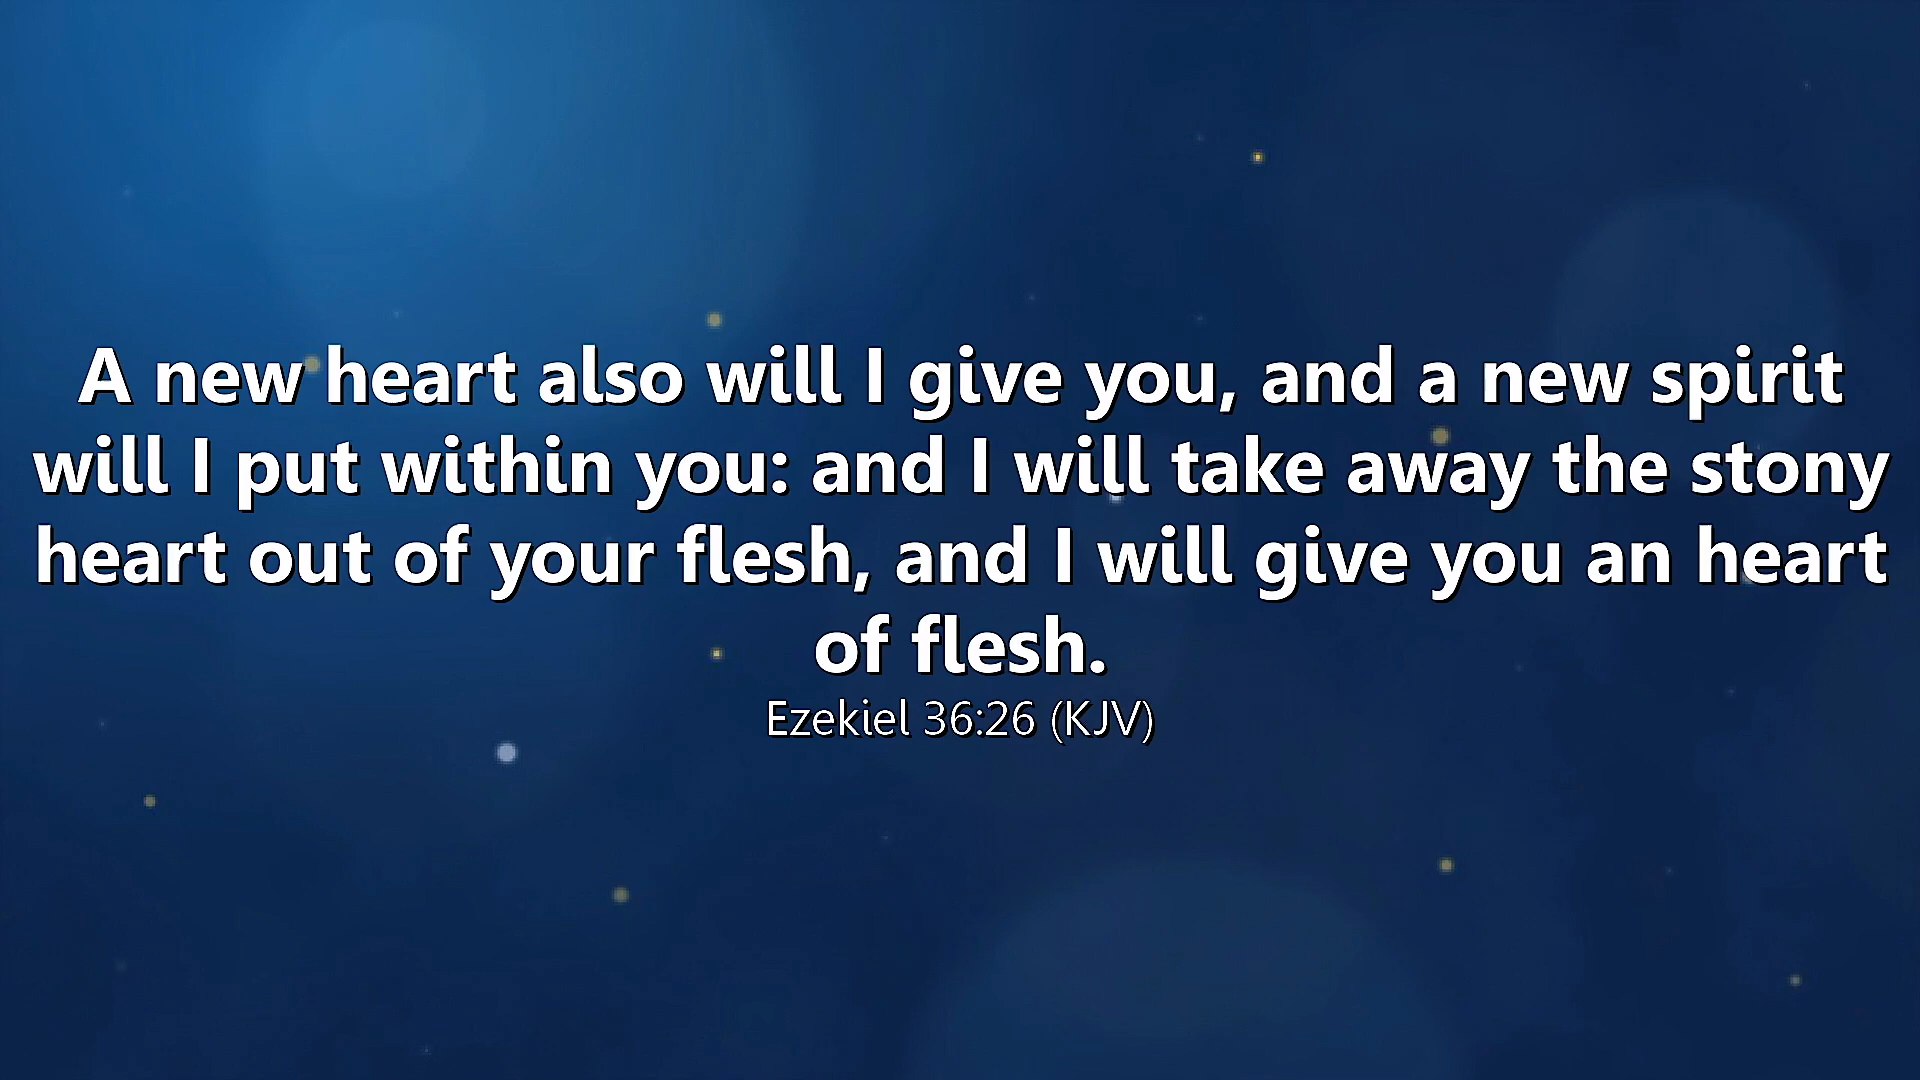 A new heart also will I give you, and a new spirit
will I put within you: and I will take away the stony
heart out of your flesh, and I will give you an heart
of flesh.
Ezekiel 36:26 (KJV)